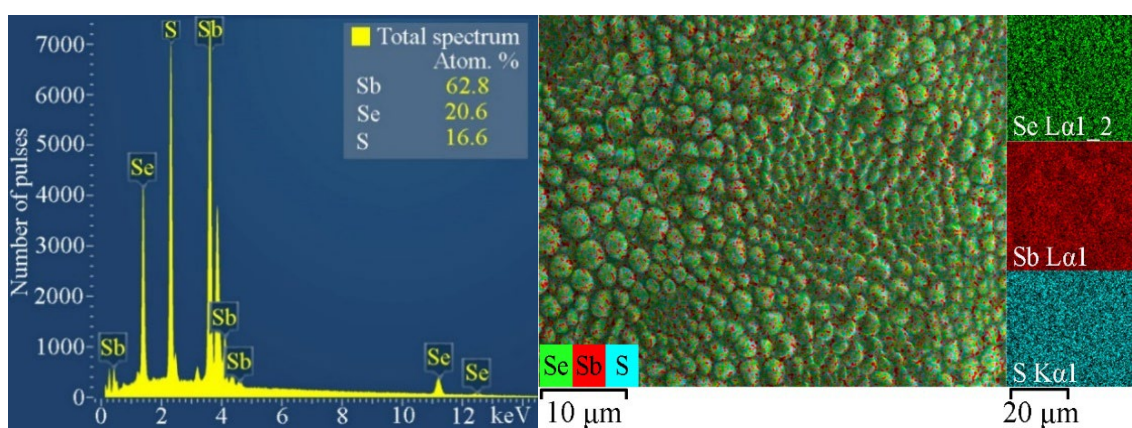 Number of pulses
7000
6000
5000
4000
3000
2000
1000
0
0 2 4 6 8 10 12 keV
Sb
Se
S
Sb
Sb
Sb
Se
Se
Total spectrum
Atom. %
Sb 62.8
Se 20.6
S 16.6
Se Sb S
10 μm
Se Lα1_2
Sb Lα1
S Kα1
20 μm